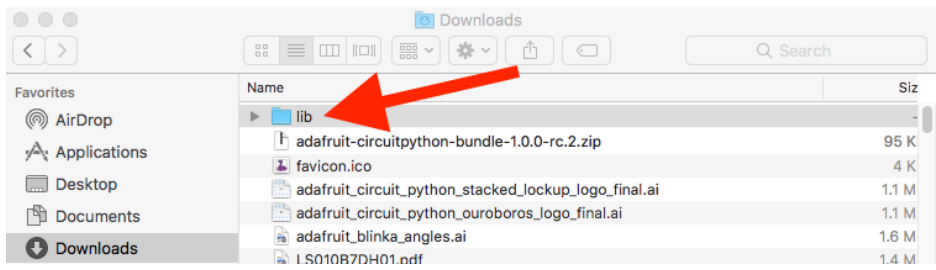 Downloads
Search
Favorites
AirDrop
Applications
Desktop
Documents
Downloads
Name Siz
lib -
adafruit-circuitpython-bundle-1.0.0-rc.2.zip 95 K
favicon.ico 4 K
adafruit_circuit_python_stacked_lockup_logo_final.ai 1.1 M
adafruit_circuit_python_ouroboros_logo_final.ai 1.1 M
adafruit_blinka_angles.ai 1.6 M
LS010B7DH01.pdf 1.4 M